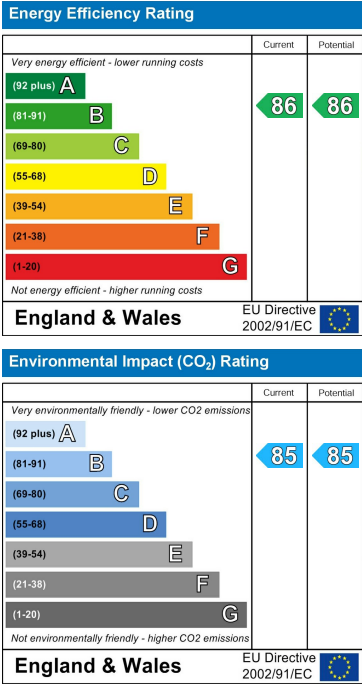 Energy Efficiency Rating
Current Potential
Very energy efficient - lower running costs
(92 plus) A
(81-91) B
86 86
(69-80) C
(55-68) D
(39-54) E
(21-38) F
(1-20) G
Not energy efficient - higher running costs
England & Wales
EU Directive
2002/91/EC
Environmental Impact (CO₂) Rating
Current Potential
Very environmentally friendly - lower CO2 emissions
(92 plus) A
(81-91) B
85 85
(69-80) C
(55-68) D
(39-54) E
(21-38) F
(1-20) G
Not environmentally friendly - higher CO2 emissions
England & Wales
EU Directive
2002/91/EC